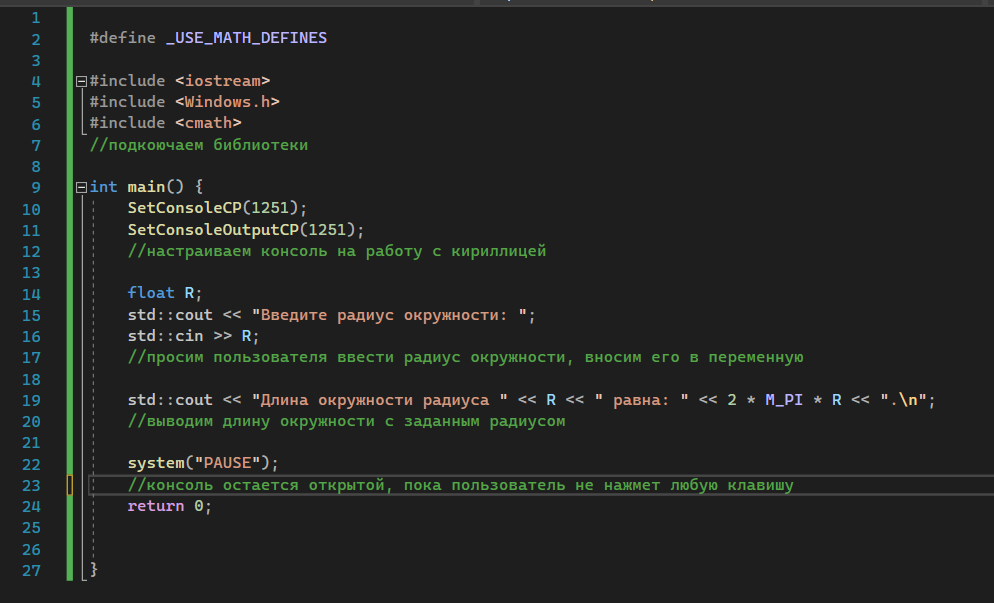 1
2 #define _USE_MATH_DEFINES
3
4 #include <iostream>
5 #include <Windows.h>
6 #include <cmath>
7 //подкоючаем библиотеки
8
9 int main() {
10 SetConsoleCP(1251);
11 SetConsoleOutputCP(1251);
12 //настраиваем консоль на работу с кириллицей
13
14 float R;
15 std::cout << "Введите радиус окружности: ";
16 std::cin >> R;
17 //просим пользователя ввести радиус окружности, вносим его в переменную
18
19 std::cout << "Длина окружности радиуса " << R << " равна: " << 2 * M_PI * R << ".\n";
20 //выводим длину окружности с заданным радиусом
21
22 system("PAUSE");
23 //консоль остается открытой, пока пользователь не нажмет любую клавишу
24 return 0;
25
26
27 }